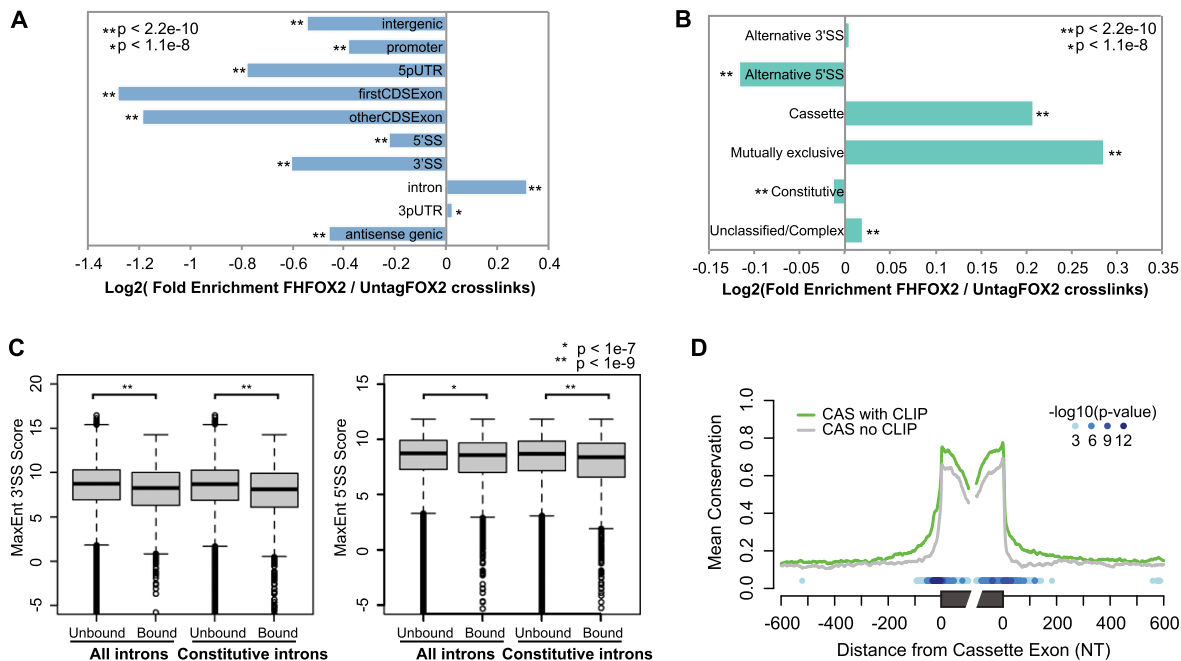 A
**p < 2.2e-10
*p < 1.1e-8
** intergenic
** promoter
** 5pUTR
** firstCDSExon
** otherCDSExon
** 5'SS
** 3'SS
intron **
3pUTR *
** antisense genic
-1.4 -1.2 -1 -0.8 -0.6 -0.4 -0.2 0 0.2 0.4
Log2( Fold Enrichment FHFOX2 / UntagFOX2 crosslinks)
B
**p < 2.2e-10
*p < 1.1e-8
Alternative 3'SS
** Alternative 5'SS
Cassette **
Mutually exclusive **
** Constitutive
Unclassified/Complex **
-0.15 -0.1 -0.05 0 0.05 0.1 0.15 0.2 0.25 0.3 0.35
Log2(Fold Enrichment FHFOX2 / UntagFOX2 crosslinks)
C
* p < 1e-7
** p < 1e-9
MaxEnt 3'SS Score
20
15
10
5
0
-5
** **
Unbound Bound Unbound Bound
All introns Constitutive introns
MaxEnt 5'SS Score
15
10
5
0
-5
* **
Unbound Bound Unbound Bound
All introns Constitutive introns
D
Mean Conservation
1.0
0.8
0.6
0.4
0.2
0.0
CAS with CLIP
CAS no CLIP
-log10(p-value)
3 6 9 12
-600 -400 -200 0 0 200 400 600
Distance from Cassette Exon (NT)